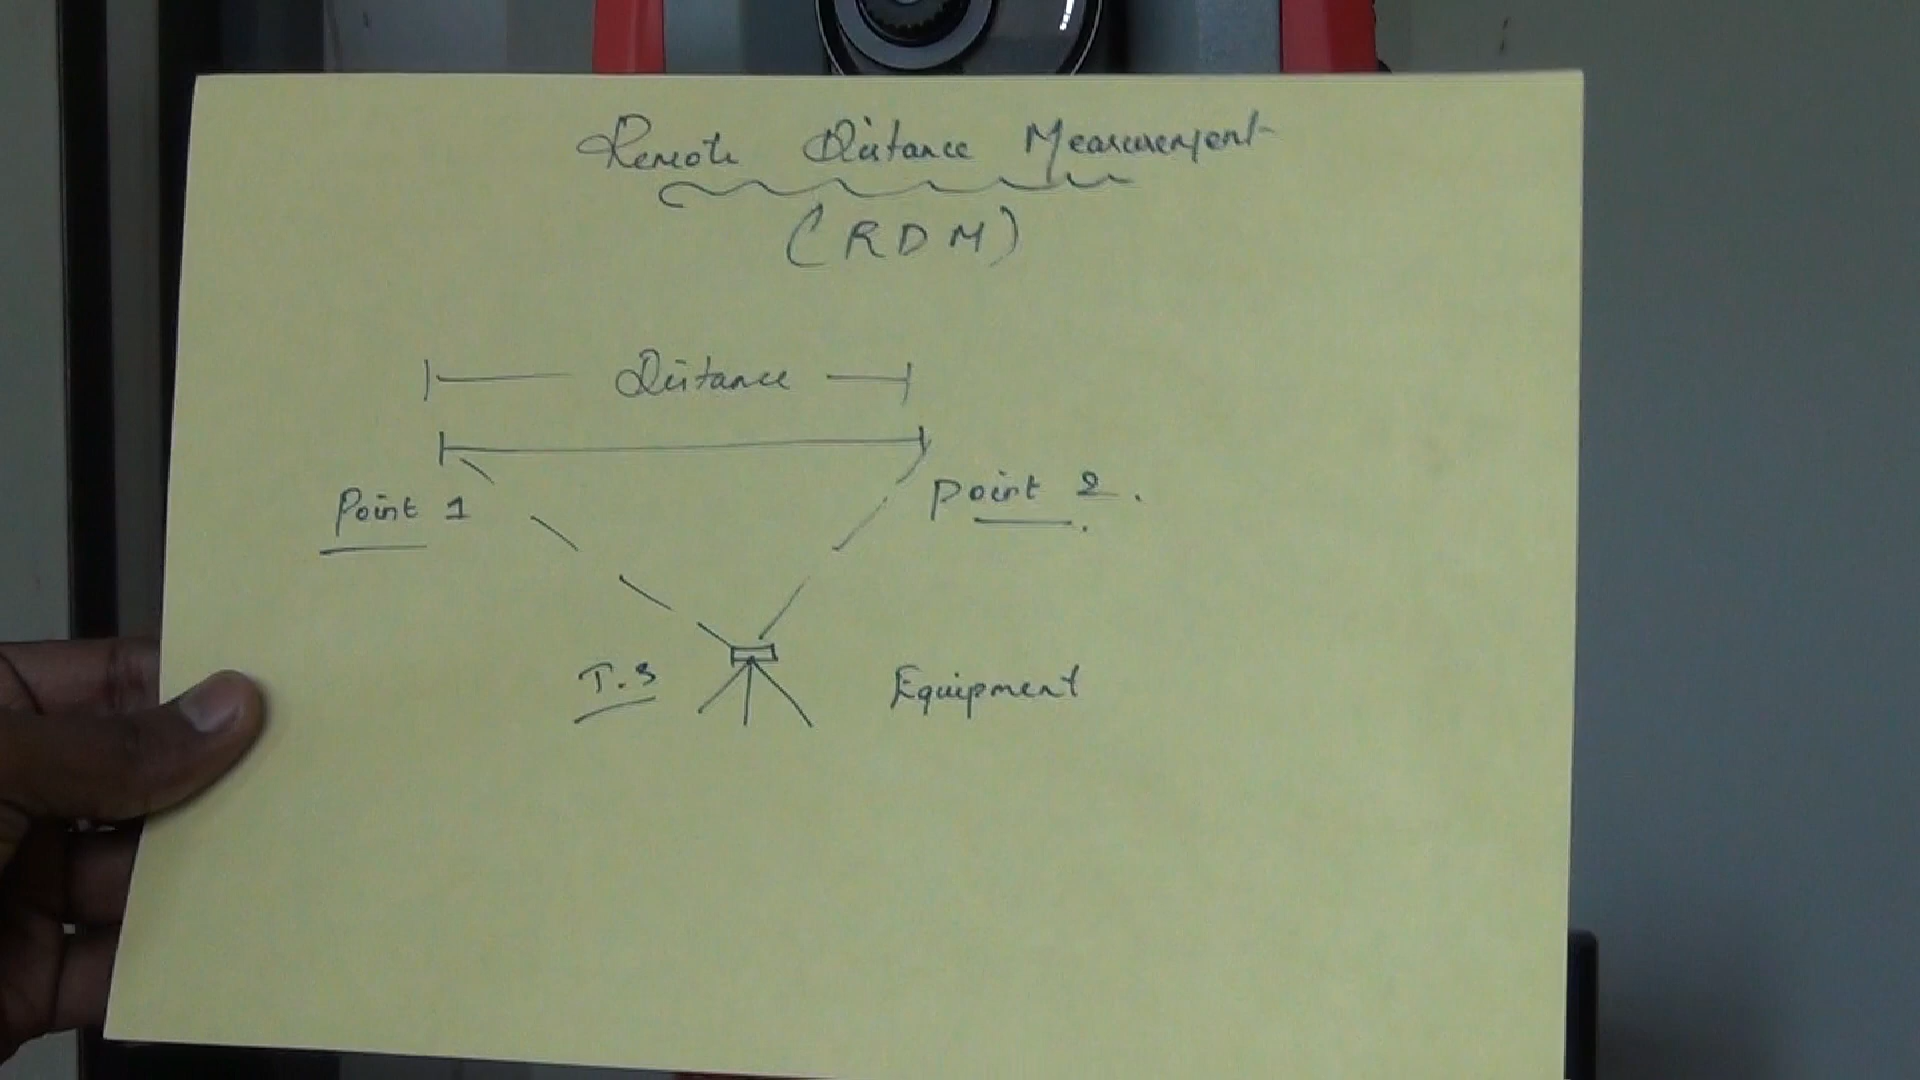 Remote Distance Measurement
(RDM)
Distance
Point 1
Point 2.
T.S
Equipment